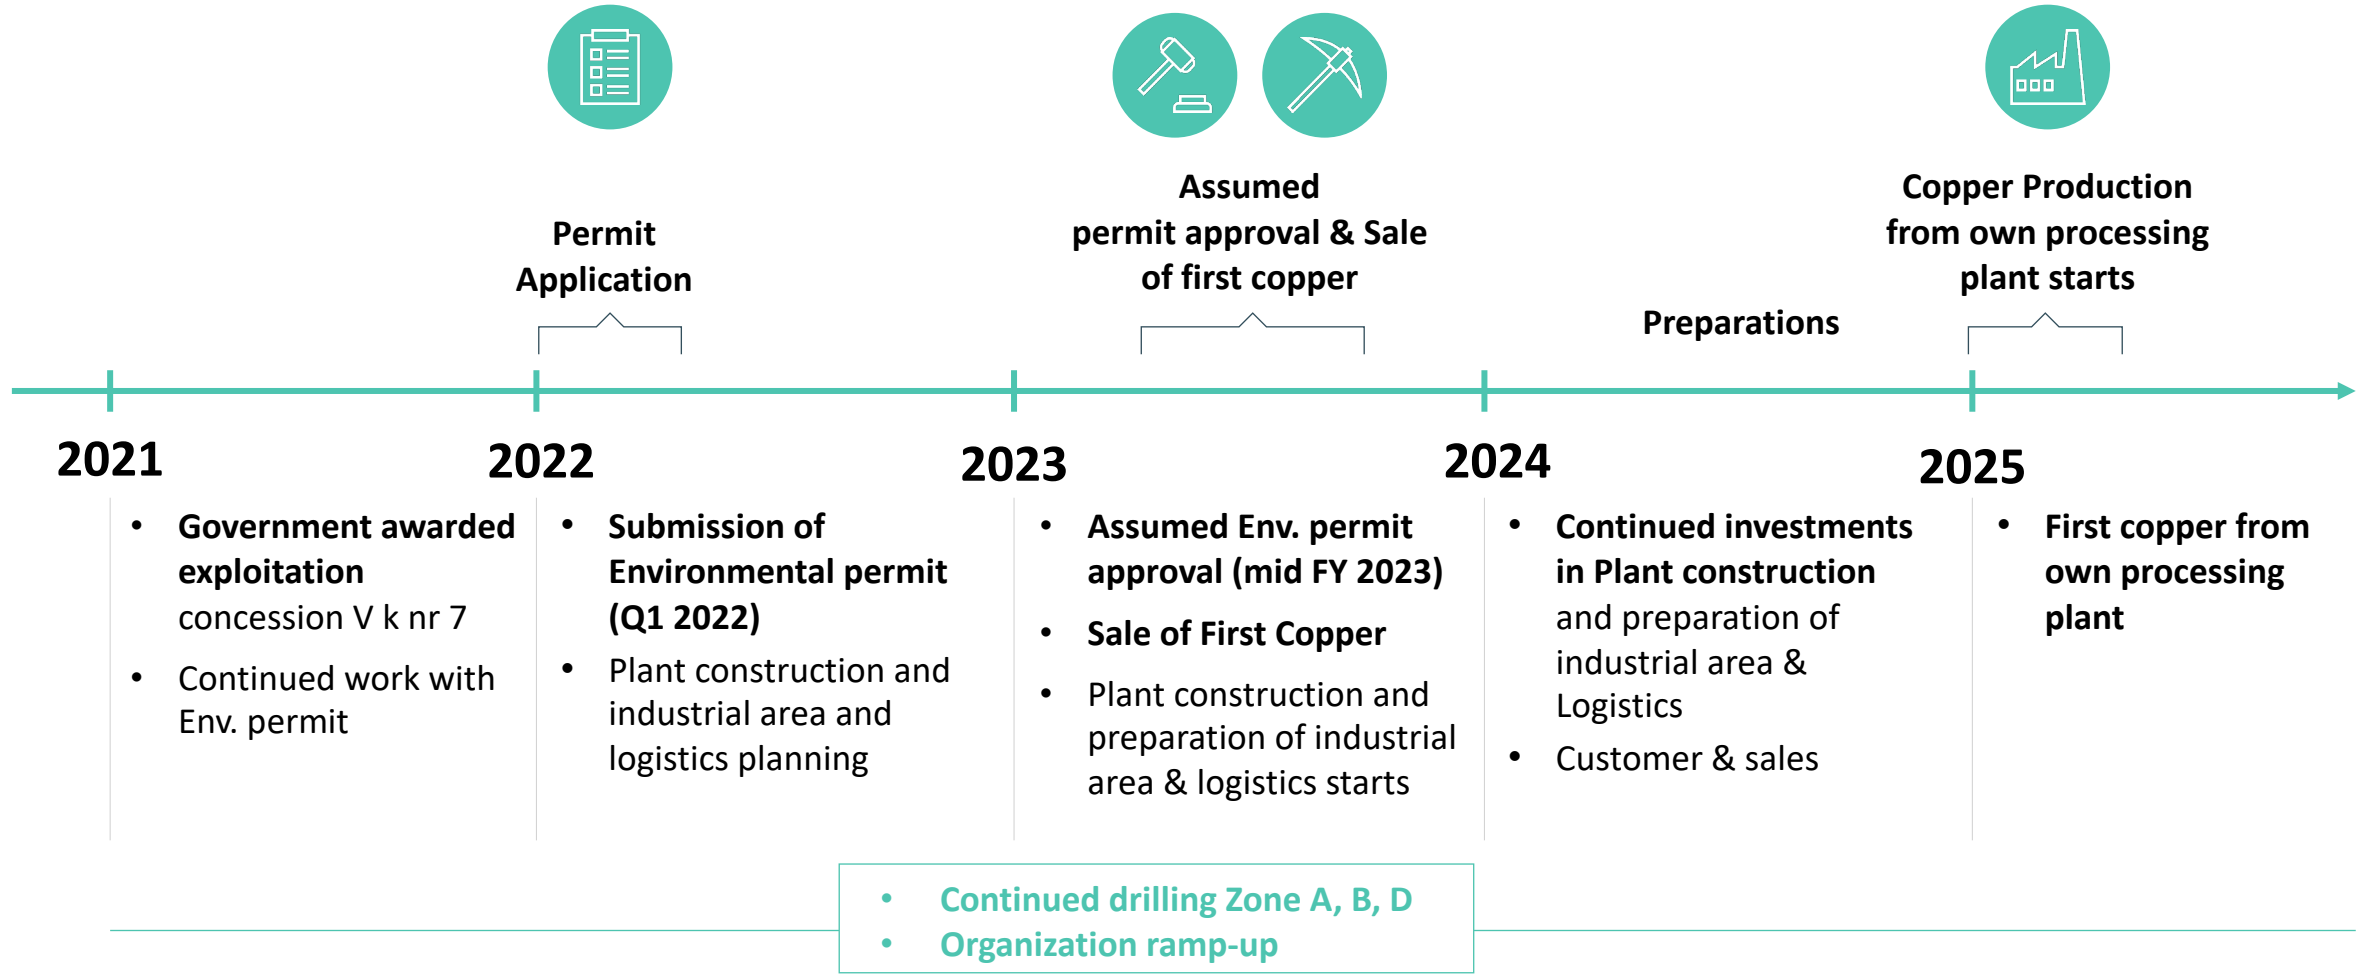 Permit
Application
Assumed
permit approval & Sale
of first copper
Preparations
Copper Production
from own processing
plant starts
2021
2022
2023
2024
2025
• Government awarded
exploitation
concession V k nr 7
• Continued work with
Env. permit
• Submission of
Environmental permit
(Q1 2022)
• Plant construction and
industrial area and
logistics planning
• Assumed Env. permit
approval (mid FY 2023)
• Sale of First Copper
• Plant construction and
preparation of industrial
area & logistics starts
• Continued investments
in Plant construction
and preparation of
industrial area &
Logistics
• Customer & sales
• First copper from
own processing
plant
• Continued drilling Zone A, B, D
• Organization ramp-up